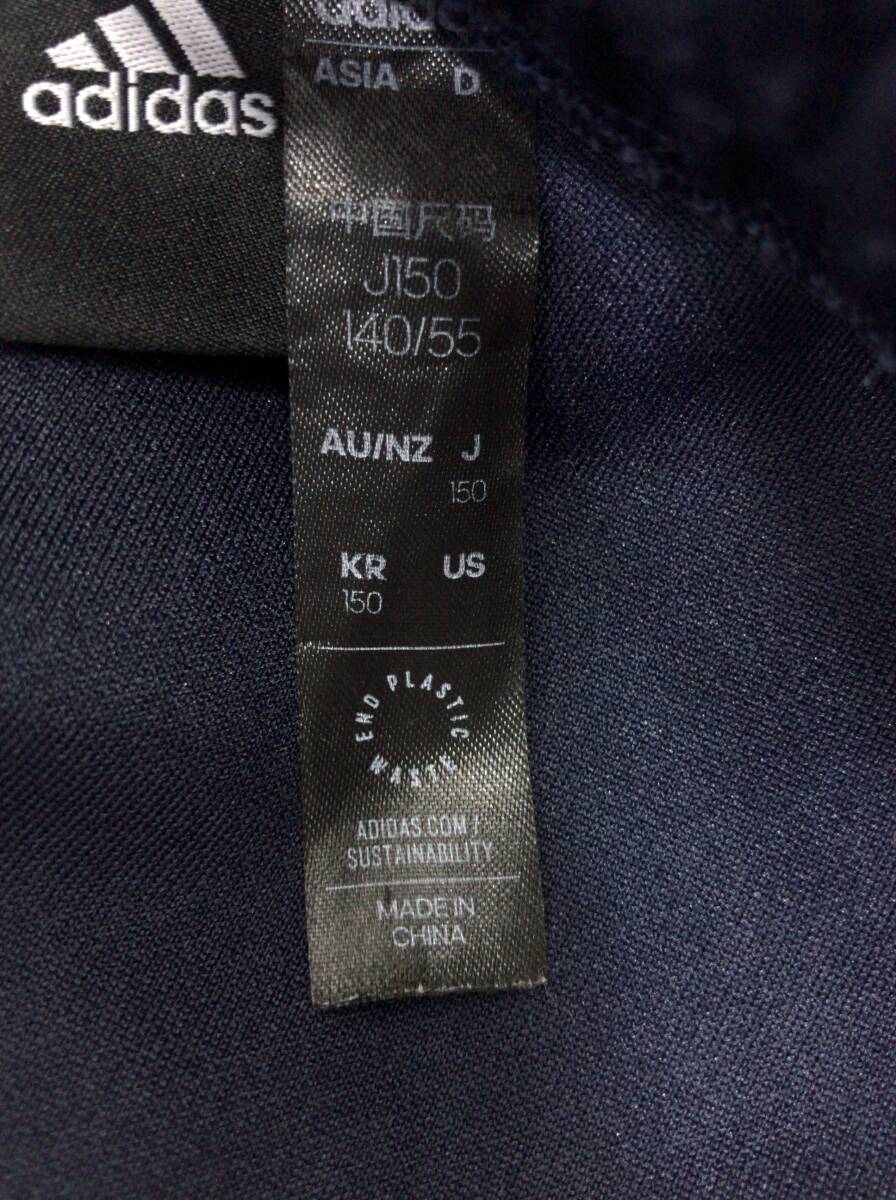 adidas
adidas
ASIA D
中国尺码
J150
140/55
AU/NZ J
150
KR US
150
END PLASTIC WASTE
ADIDAS.COM/
SUSTAINABILITY
MADE IN
CHINA